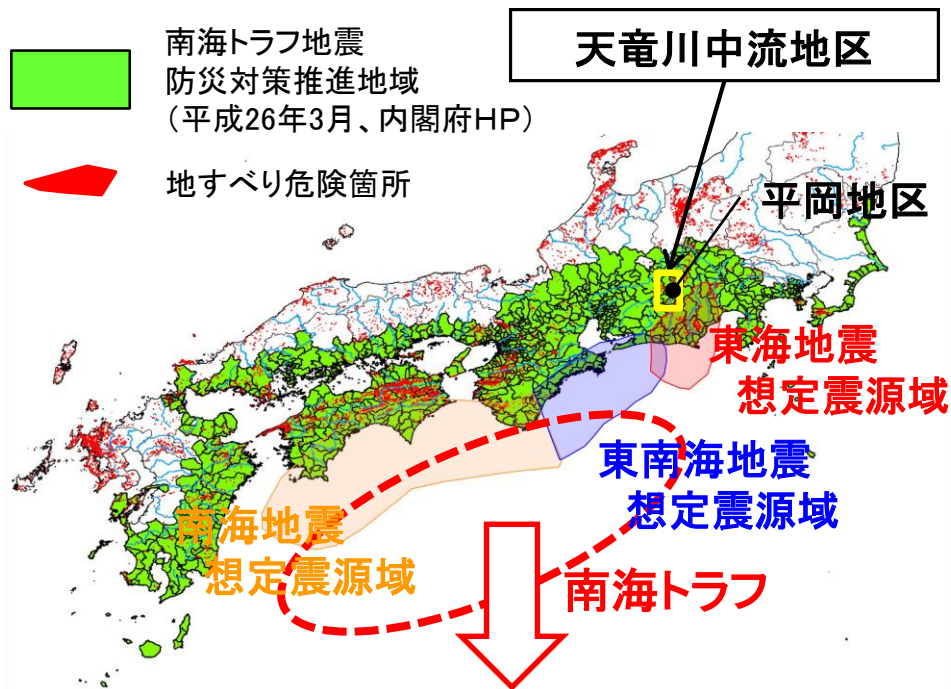 南海トラフ地震
防災対策推進地域
(平成26年3月、内閣府HP)
地すべり危険箇所
天竜川中流地区
平岡地区
東海地震
想定震源域
東南海地震
想定震源域
南海地震
想定震源域
南海トラフ